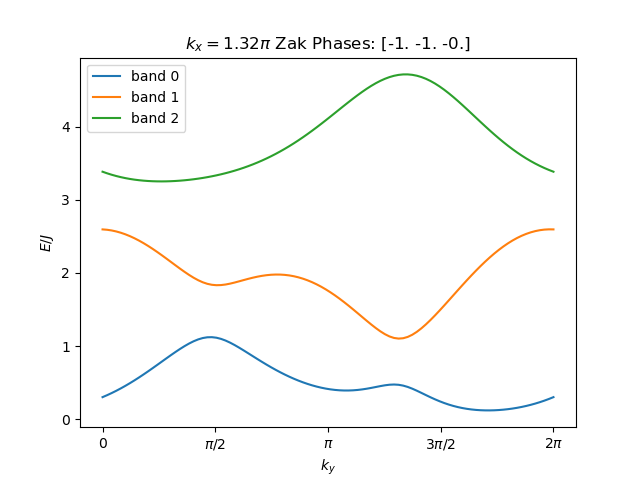 $k_x = 1.32\pi$ Zak Phases: [-1. -1. -0.]
band 0
band 1
band 2
4
3
2
1
0
E/J
0
π/2
π
3π/2
2π
$k_y$